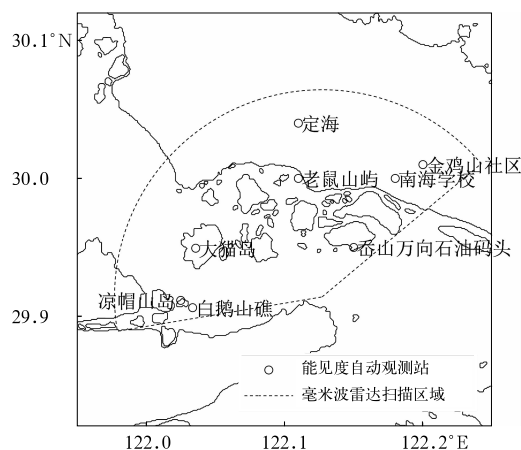 30.1°N
定海
金鸡山社区
30.0
老鼠山屿
南海学校
大猫岛
岙山万向石油码头
凉帽山岛
白鹅山礁
29.9
能见度自动观测站
毫米波雷达扫描区域
122.0
122.1
122.2°E